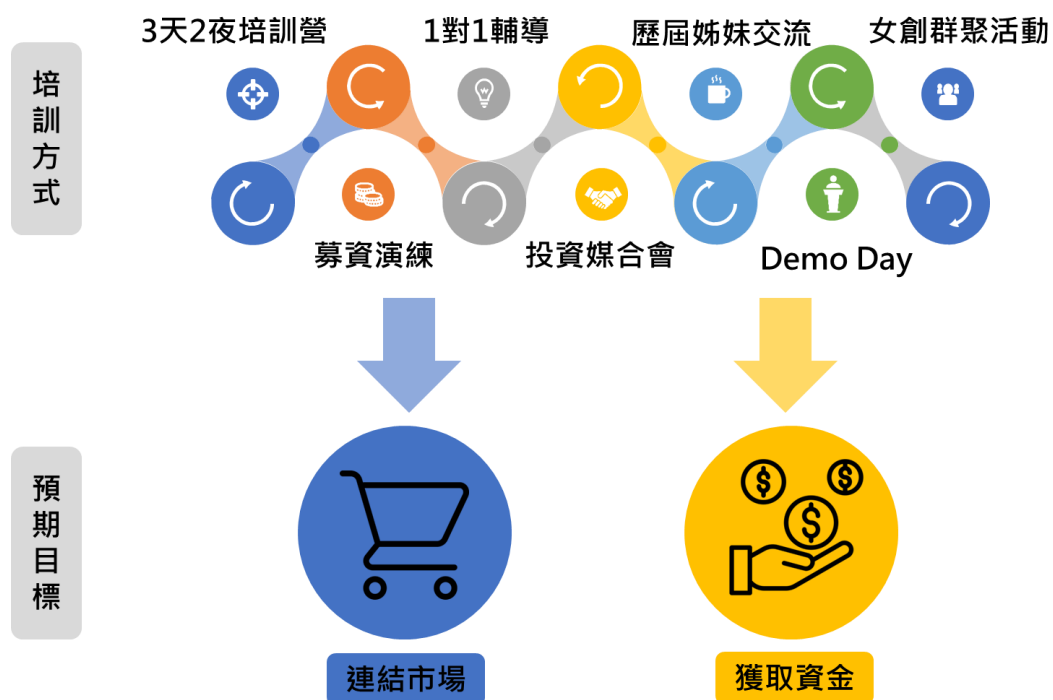 培訓方式
3天2夜培訓營
1對1輔導
歷屆姊妹交流
女創群聚活動
募資演練
投資媒合會
Demo Day
預期目標
連結市場
獲取資金